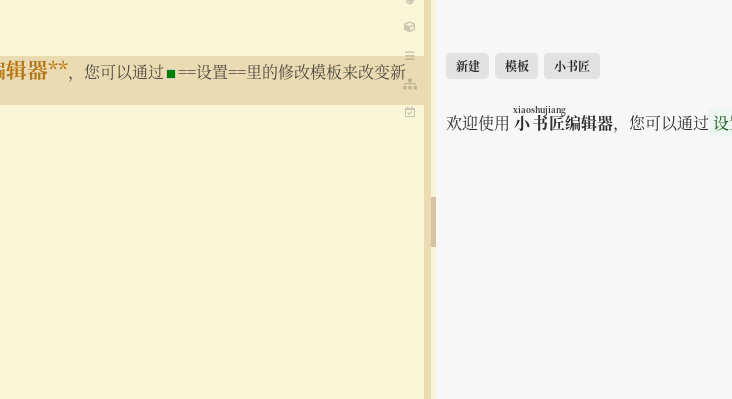 编辑器**，您可以通过==设置==里的修改模板来改变新
新建 模板 小书匠
xiaoshujiang
欢迎使用 小书匠编辑器，您可以通过 设置